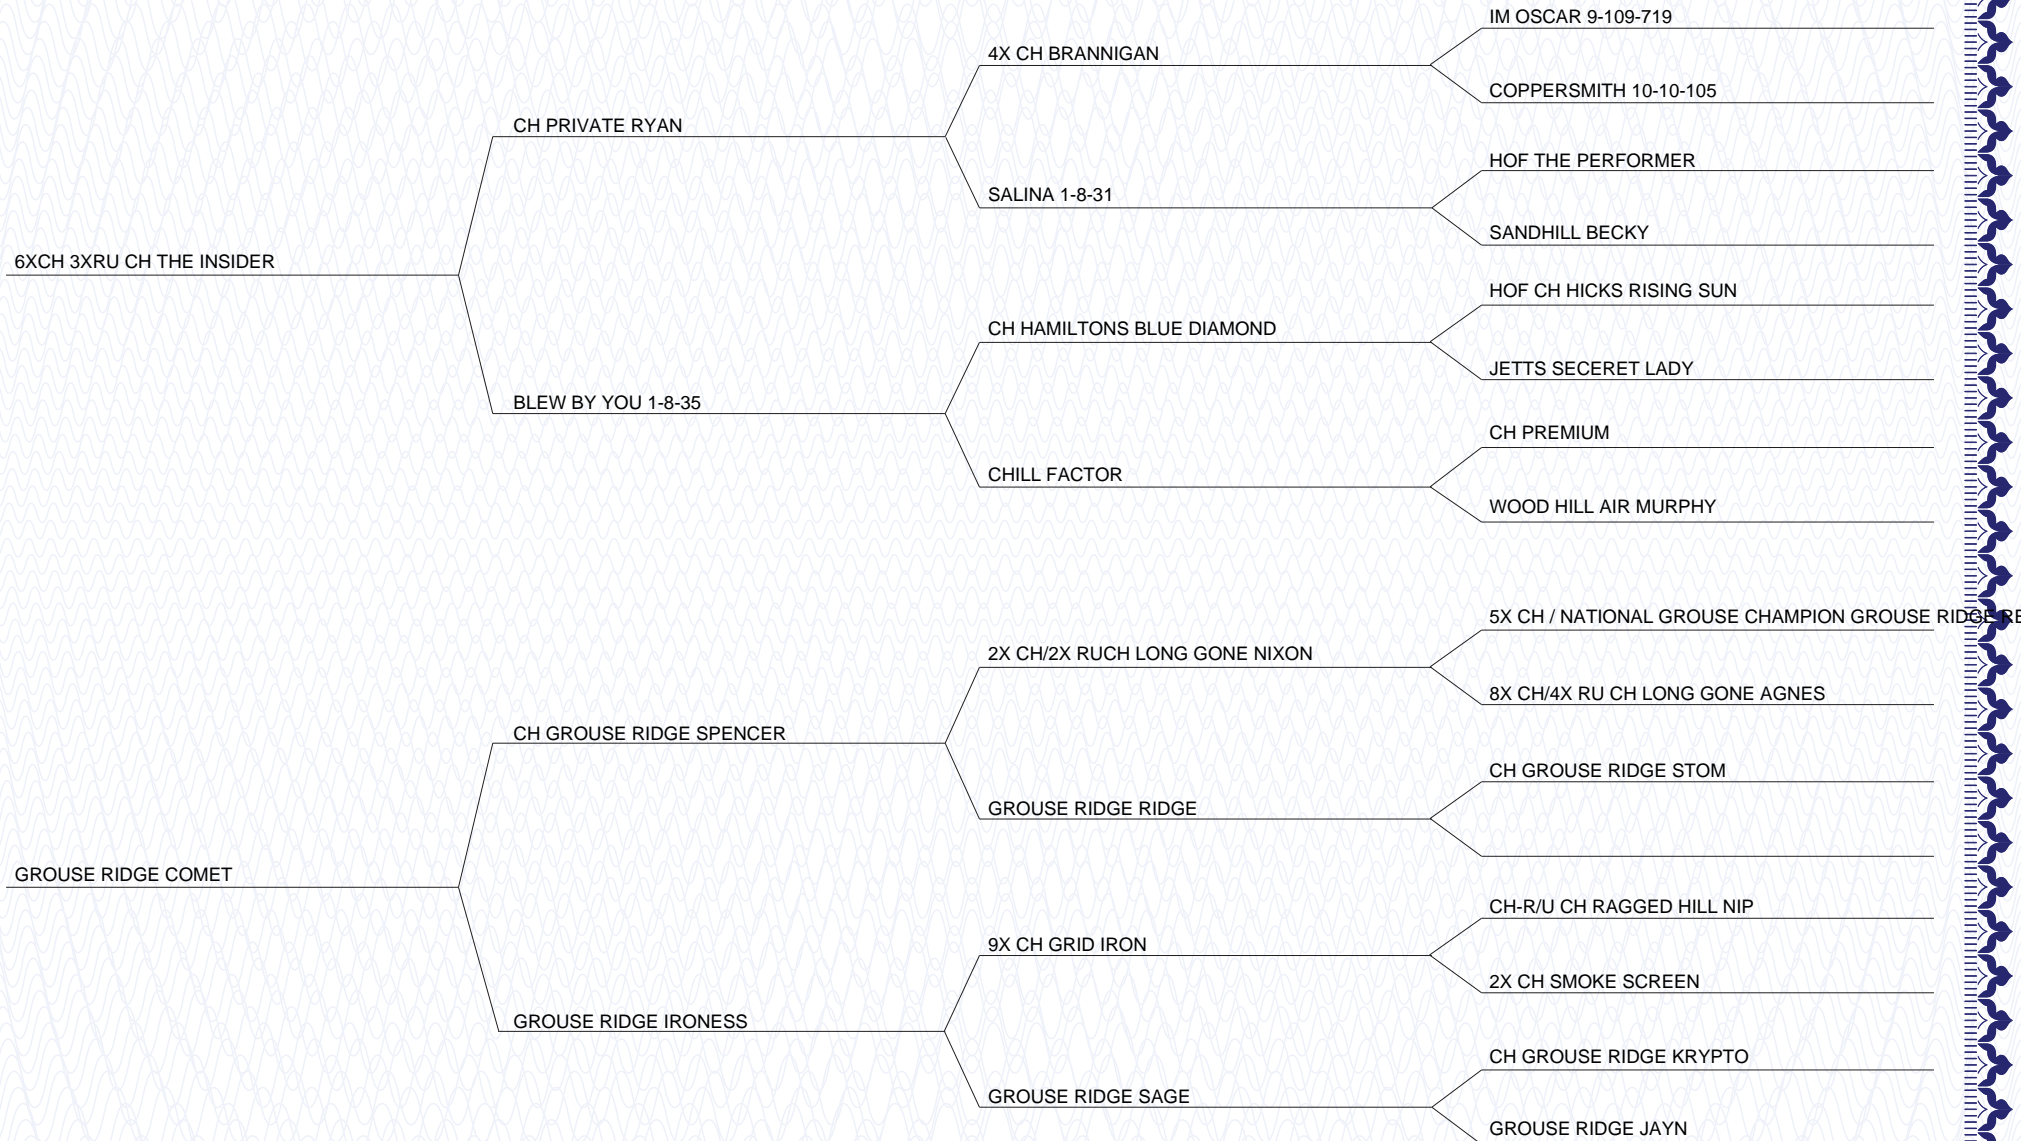 IM OSCAR 9-109-719
4X CH BRANNIGAN
COPPERSMITH 10-10-105
CH PRIVATE RYAN
HOF THE PERFORMER
SALINA 1-8-31
SANDHILL BECKY
6XCH 3XRU CH THE INSIDER
HOF CH HICKS RISING SUN
CH HAMILTONS BLUE DIAMOND
JETTS SECERET LADY
BLEW BY YOU 1-8-35
CH PREMIUM
CHILL FACTOR
WOOD HILL AIR MURPHY
5X CH / NATIONAL GROUSE CHAMPION GROUSE RIDGE
2X CH/2X RUCH LONG GONE NIXON
8X CH/4X RU CH LONG GONE AGNES
CH GROUSE RIDGE SPENCER
CH GROUSE RIDGE STOM
GROUSE RIDGE RIDGE
GROUSE RIDGE COMET
CH-R/U CH RAGGED HILL NIP
9X CH GRID IRON
2X CH SMOKE SCREEN
GROUSE RIDGE IRONESS
CH GROUSE RIDGE KRYPTO
GROUSE RIDGE SAGE
GROUSE RIDGE JAYN